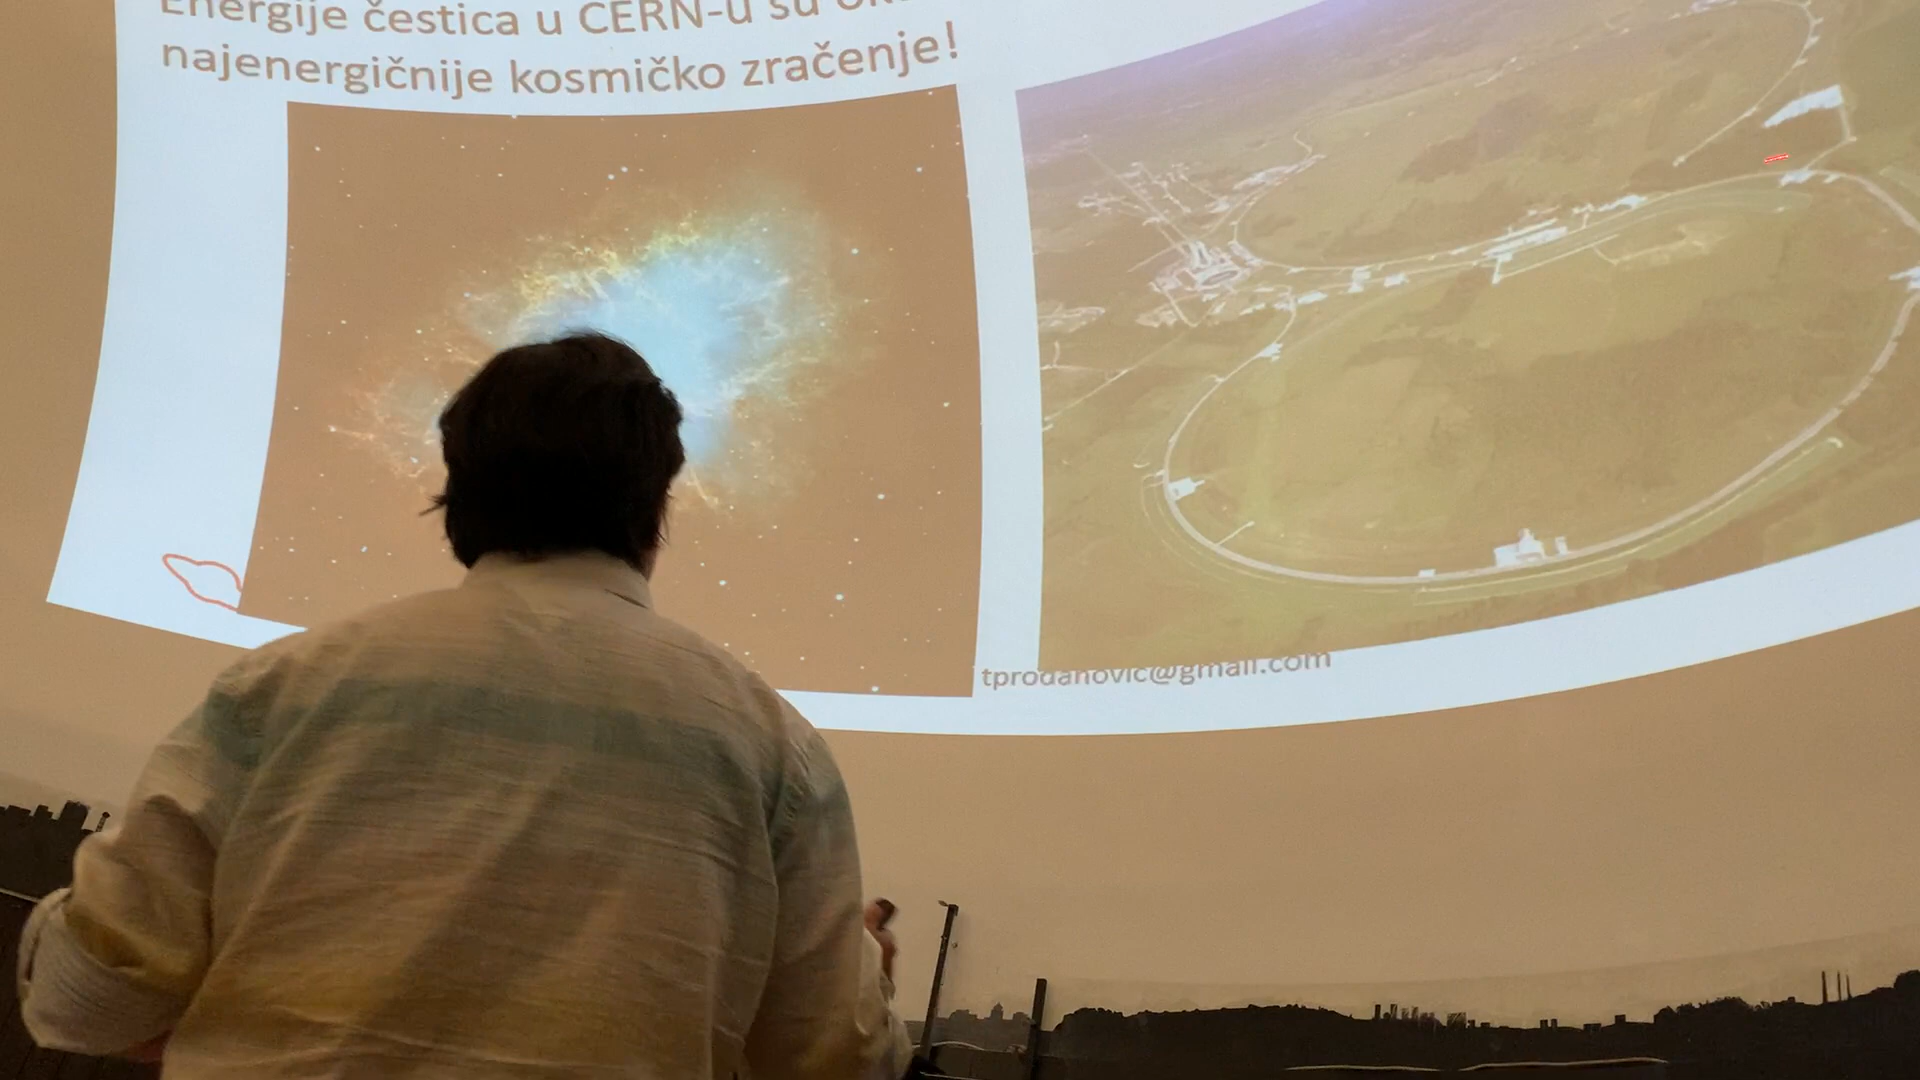 Energije čestica u CERN-u su
najenergičnije kosmičko zračenje!
tprodanovic@gmail.com